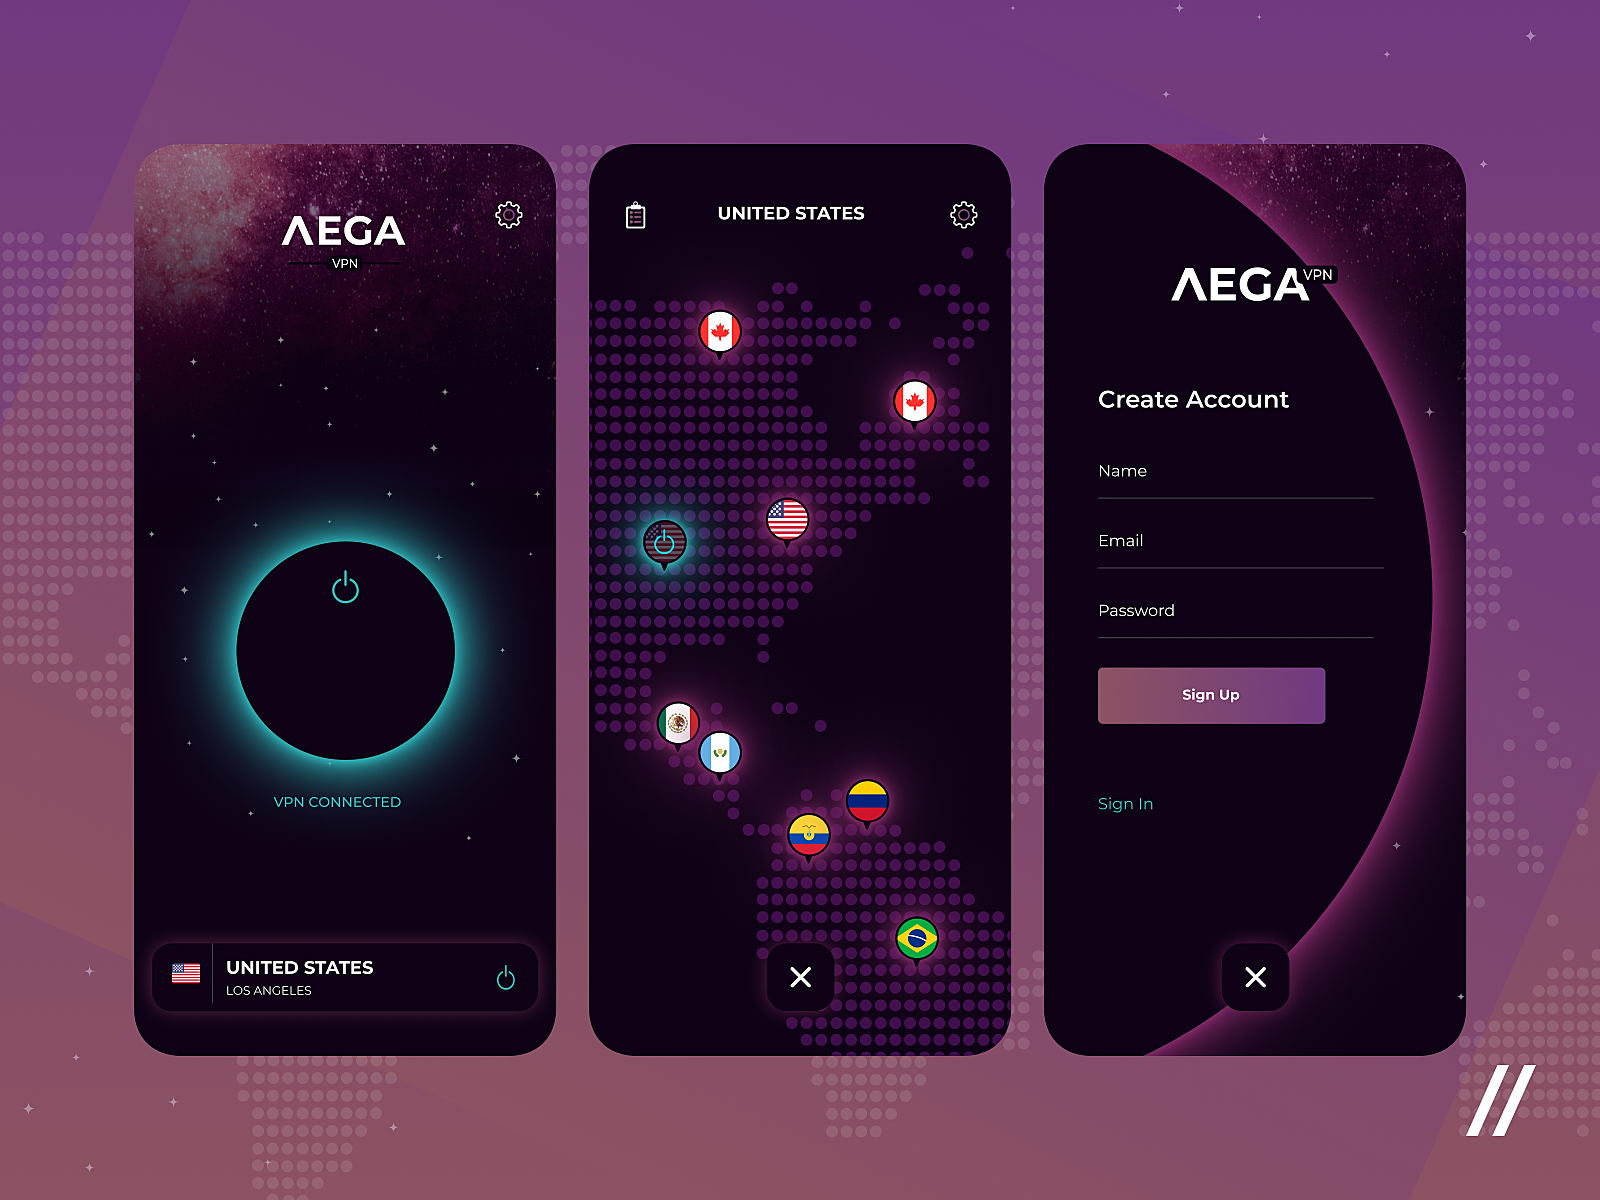 ΛEGA
VPN
VPN CONNECTED
UNITED STATES
LOS ANGELES
UNITED STATES
ΛEGA VPN
Create Account
Name
Email
Password
Sign Up
Sign In